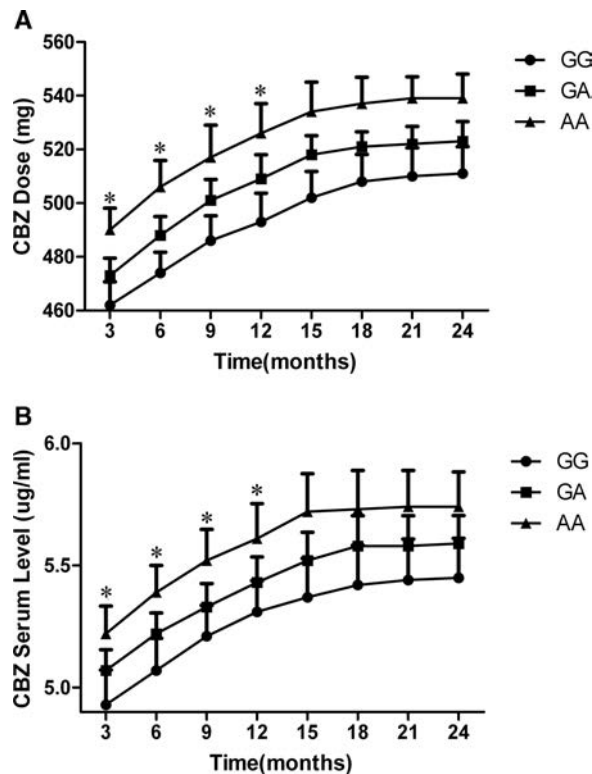 A
560
540
520
500
480
460
CBZ Dose (mg)
* * * *
3 6 9 12 15 18 21 24
Time(months)
GG
GA
AA
B
6.0
5.5
5.0
CBZ Serum Level (ug/ml)
* * * *
3 6 9 12 15 18 21 24
Time(months)
GG
GA
AA